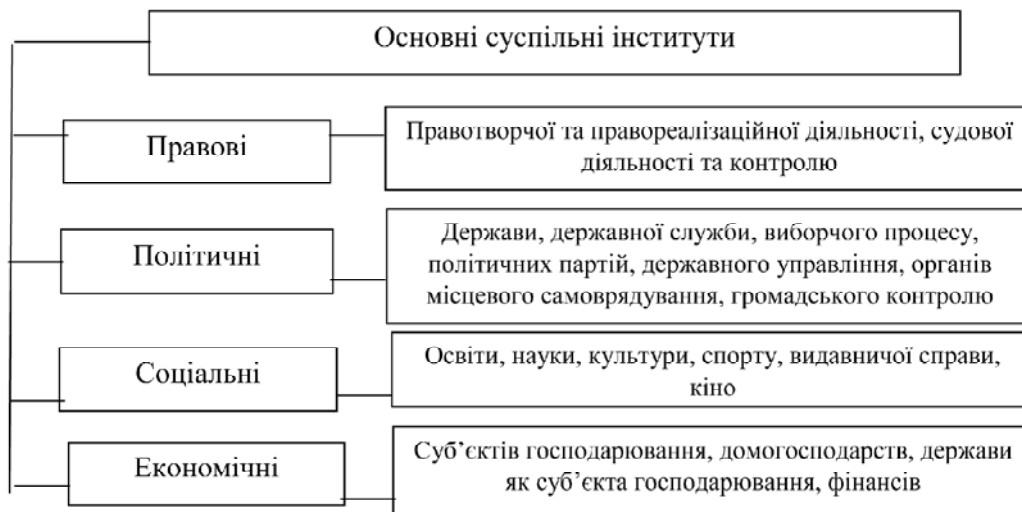 Основні суспільні інститути
Правові
Правотворчої та правореалізаційної діяльності, судової
діяльності та контролю
Політичні
Держави, державної служби, виборчого процесу,
політичних партій, державного управління, органів
місцевого самоврядування, громадського контролю
Соціальні
Освіти, науки, культури, спорту, видавничої справи,
кіно
Економічні
Суб’єктів господарювання, домогосподарств, держави
як суб’єкта господарювання, фінансів